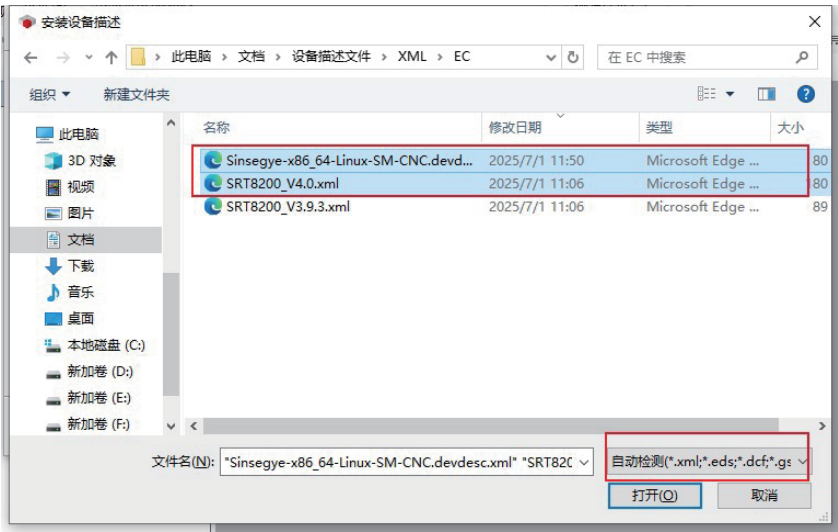 安装设备描述
此电脑 › 文档 › 设备描述文件 › XML › EC
在 EC 中搜索
组织 新建文件夹
名称 修改日期 类型 大小
Sinsegye-x86_64-Linux-SM-CNC.devd... 2025/7/1 11:50 Microsoft Edge ... 80
SRT8200_V4.0.xml 2025/7/1 11:06 Microsoft Edge ... 180
SRT8200_V3.9.3.xml 2025/7/1 11:06 Microsoft Edge ... 89
此电脑
3D 对象
视频
图片
文档
下载
音乐
桌面
本地磁盘 (C:)
新加卷 (D:)
新加卷 (E:)
新加卷 (F:)
文件名(N): "Sinsegye-x86_64-Linux-SM-CNC.devdesc.xml" "SRT820 自动检测(*.xml;*.eds;*.dcf;*.gs
打开(O) 取消